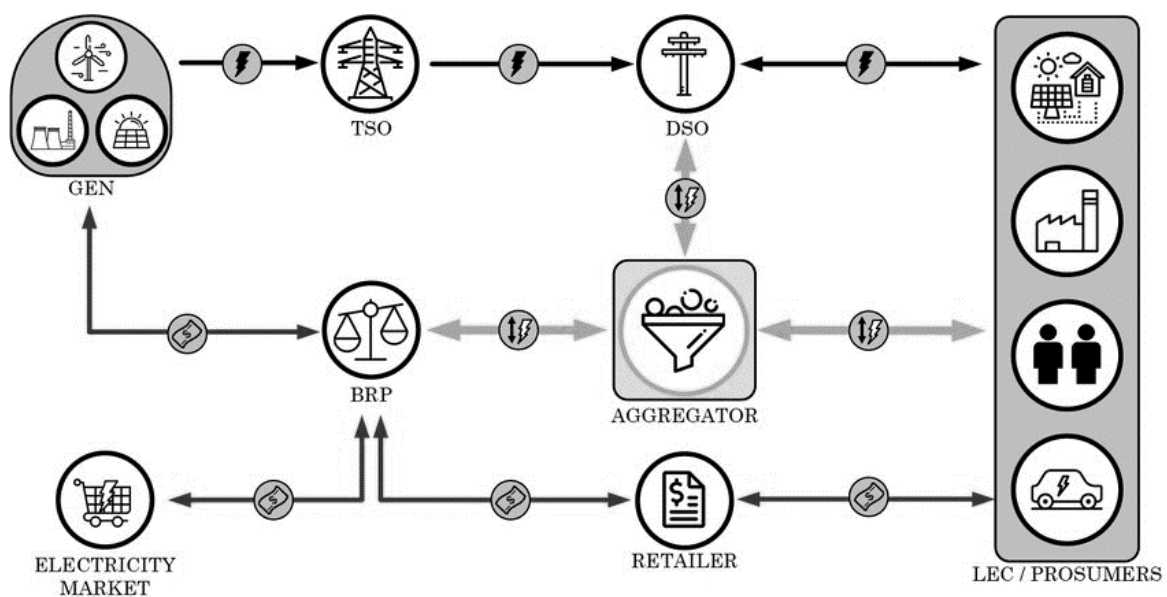 TSO
DSO
GEN
BRP
AGGREGATOR
ELECTRICITY
MARKET
RETAILER
LEC / PROSUMERS